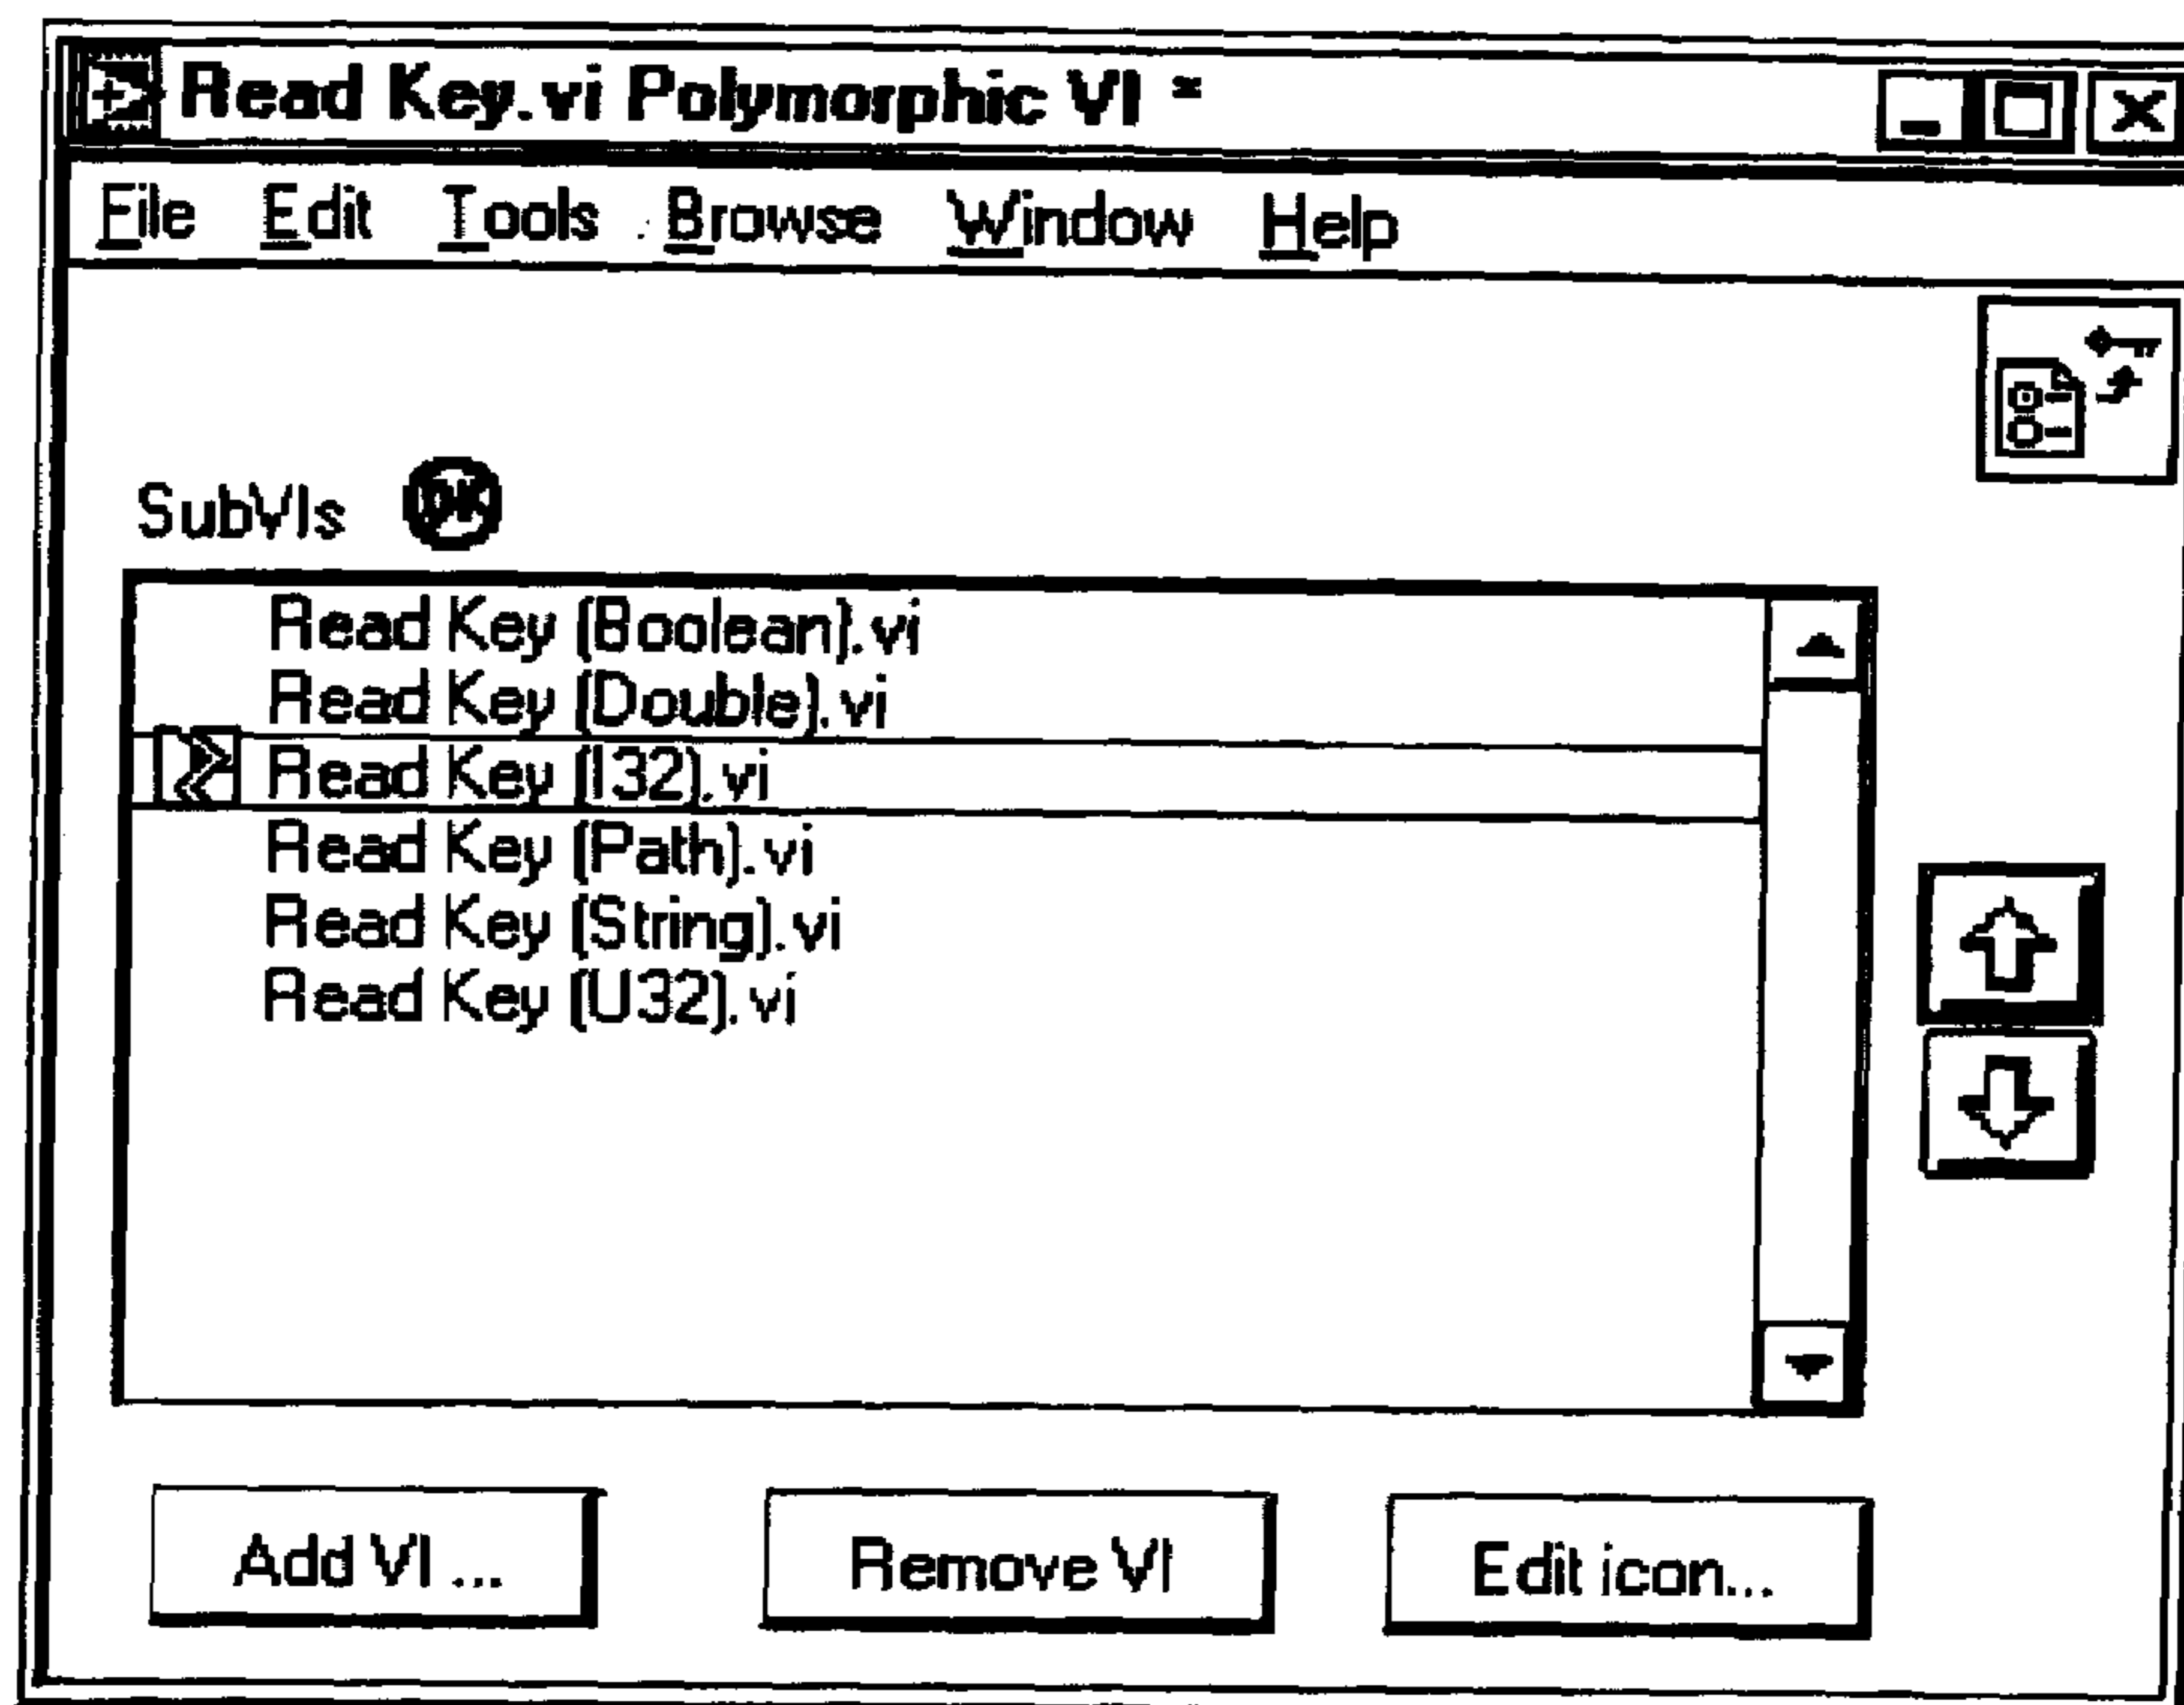 Read Key.vi Polymorphic VI *
File Edit Tools Browse Window Help
SubVIs
Read Key (Boolean).vi
Read Key (Double).vi
Read Key (I32).vi
Read Key (Path).vi
Read Key (String).vi
Read Key (U32).vi
Add VI ...
Remove VI
Edit icon...